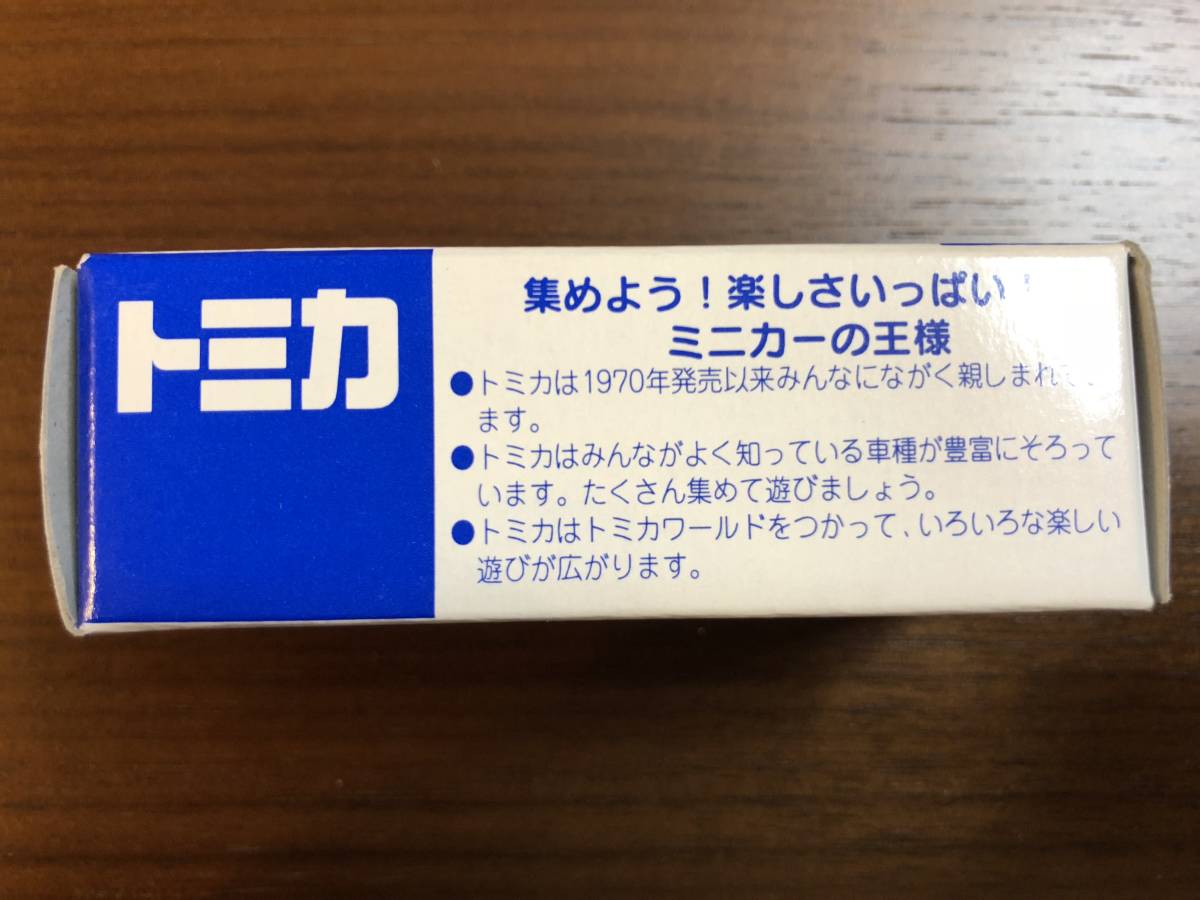 トミカ
集めよう！楽しさいっぱい！
ミニカーの王様
●トミカは1970年発売以来みんなにながく親しまれてい
ます。
●トミカはみんながよく知っている車種が豊富にそろって
います。たくさん集めて遊びましょう。
●トミカはトミカワールドをつかって、いろいろな楽しい
遊びが広がります。